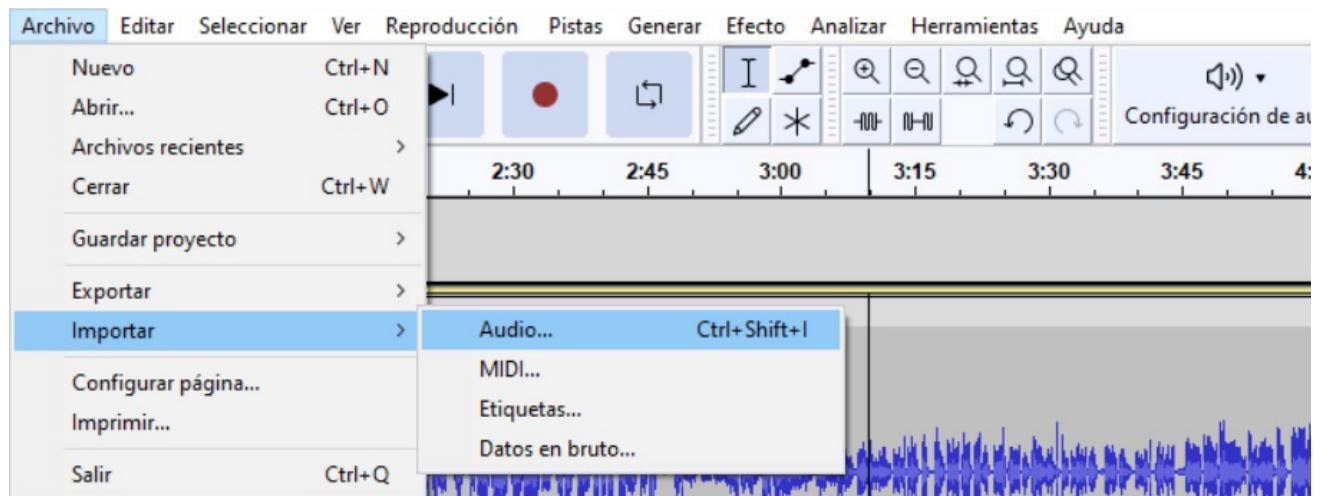 Archivo Editar Seleccionar Ver Reproducción Pistas Generar Efecto Analizar Herramientas Ayuda
Nuevo Ctrl+N
Abrir... Ctrl+O
Archivos recientes
Cerrar Ctrl+W
Guardar proyecto
Exportar
Importar
Configurar página...
Imprimir...
Salir Ctrl+Q
Audio... Ctrl+Shift+I
MIDI...
Etiquetas...
Datos en bruto...
Configuración de au
2:30 2:45 3:00 3:15 3:30 3:45 4: